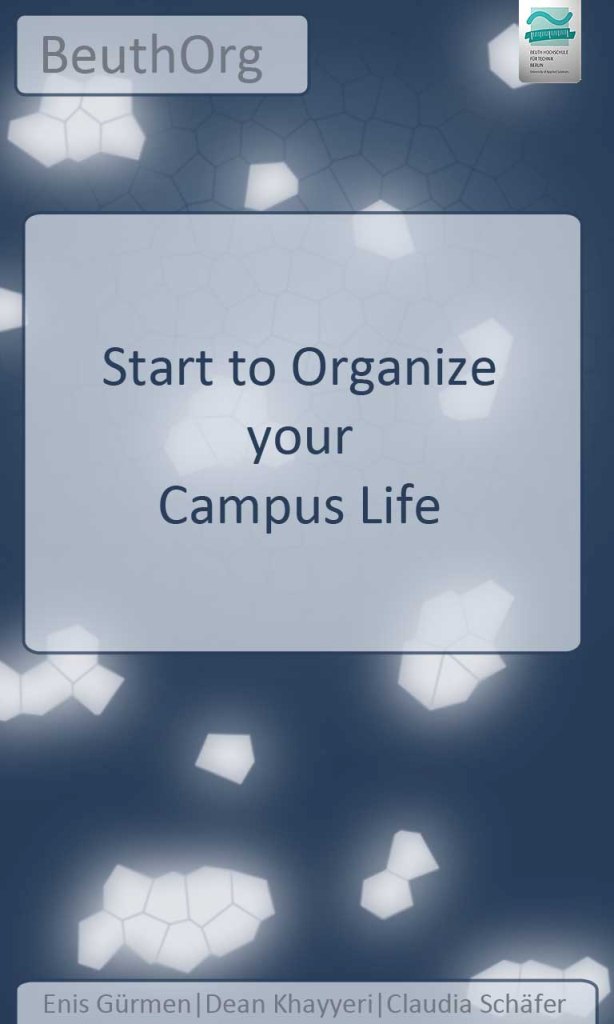 BeuthOrg
BEUTH HOCHSCHULE
FÜR TECHNIK
BERLIN
University of Applied Sciences
Start to Organize
your
Campus Life
Enis Gürmen|Dean Khayyeri|Claudia Schäfer